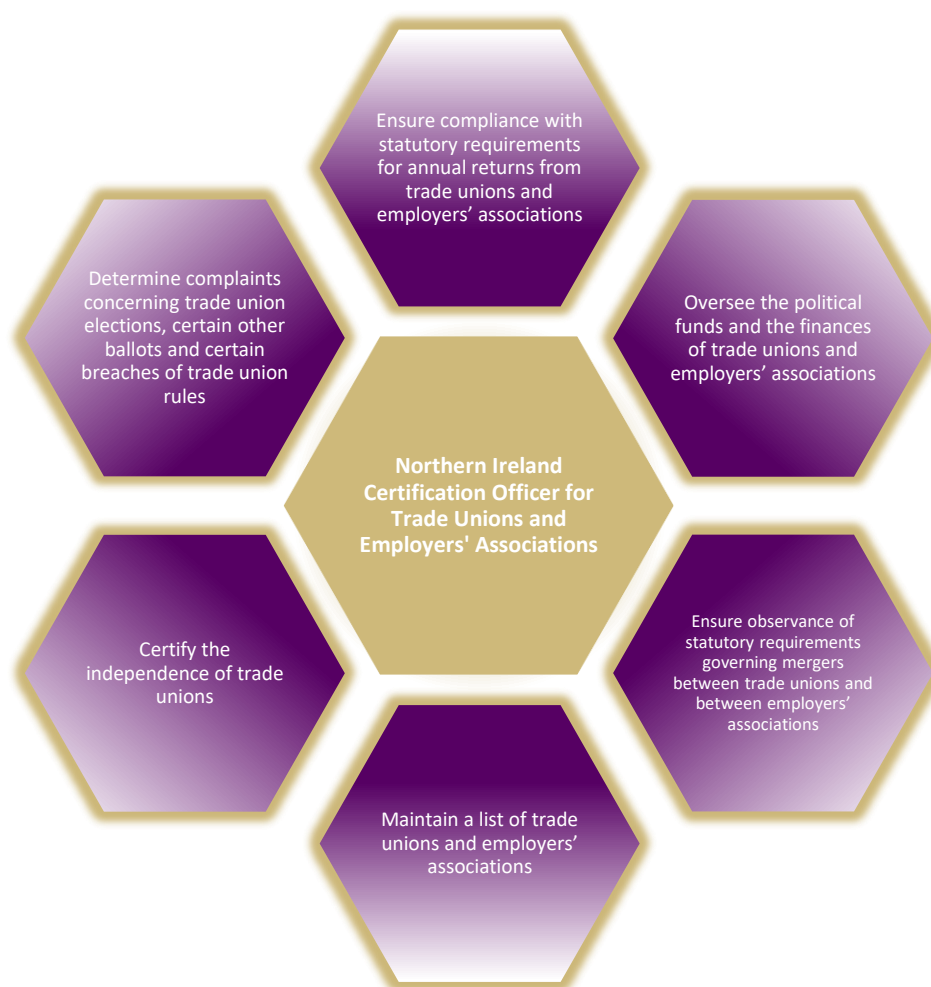 Ensure compliance with
statutory requirements
for annual returns from
trade unions and
employers’ associations
Determine complaints
concerning trade union
elections, certain other
ballots and certain
breaches of trade union
rules
Oversee the political
funds and the finances
of trade unions and
employers’ associations
Northern Ireland
Certification Officer for
Trade Unions and
Employers' Associations
Certify the
independence of trade
unions
Ensure observance of
statutory requirements
governing mergers
between trade unions and
between employers’
associations
Maintain a list of trade
unions and employers’
associations